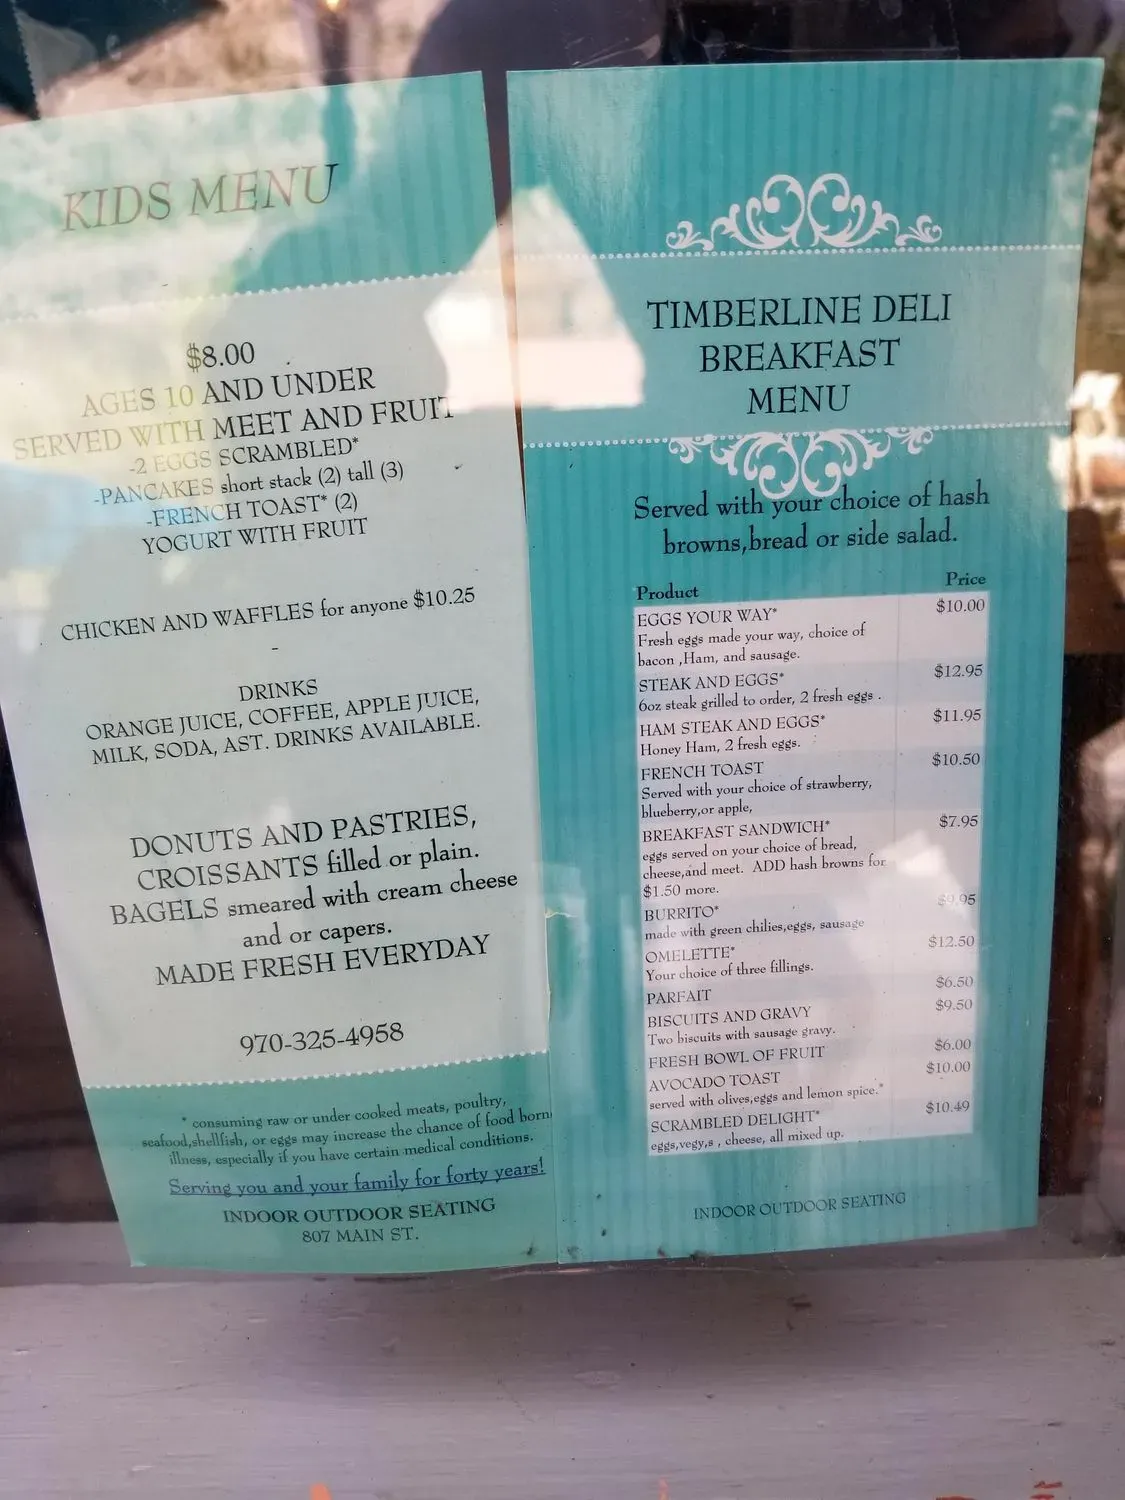 KIDS MENU
$8.00
AGES 10 AND UNDER
SERVED WITH MEET AND FRUIT
-2 EGGS SCRAMBLED*
-PANCAKES short stack (2) tall (3)
-FRENCH TOAST* (2)
YOGURT WITH FRUIT
CHICKEN AND WAFFLES for anyone $10.25
-
DRINKS
ORANGE JUICE, COFFEE, APPLE JUICE,
MILK, SODA, AST. DRINKS AVAILABLE.
DONUTS AND PASTRIES,
CROISSANTS filled or plain.
BAGELS smeared with cream cheese
and or capers.
MADE FRESH EVERYDAY
970-325-4958
* consuming raw or under cooked meats, poultry,
seafood,shellfish, or eggs may increase the chance of food born
illness, especially if you have certain medical conditions.
Serving you and your family for forty years!
INDOOR OUTDOOR SEATING
807 MAIN ST.
TIMBERLINE DELI
BREAKFAST
MENU
Served with your choice of hash
browns,bread or side salad.
Product Price
EGGS YOUR WAY* $10.00
Fresh eggs made your way, choice of
bacon ,Ham, and sausage.
STEAK AND EGGS* $12.95
6oz steak grilled to order, 2 fresh eggs .
HAM STEAK AND EGGS* $11.95
Honey Ham, 2 fresh eggs.
FRENCH TOAST $10.50
Served with your choice of strawberry,
blueberry,or apple,
BREAKFAST SANDWICH* $7.95
eggs served on your choice of bread,
cheese,and meet. ADD hash browns for
$1.50 more.
BURRITO* $9.95
made with green chilies,eggs, sausage
OMELETTE* $12.50
Your choice of three fillings.
PARFAIT $6.50
BISCUITS AND GRAVY $9.50
Two biscuits with sausage gravy.
FRESH BOWL OF FRUIT $6.00
AVOCADO TOAST $10.00
served with olives,eggs and lemon spice.*
SCRAMBLED DELIGHT* $10.49
eggs,vegy,s , cheese, all mixed up.
INDOOR OUTDOOR SEATING